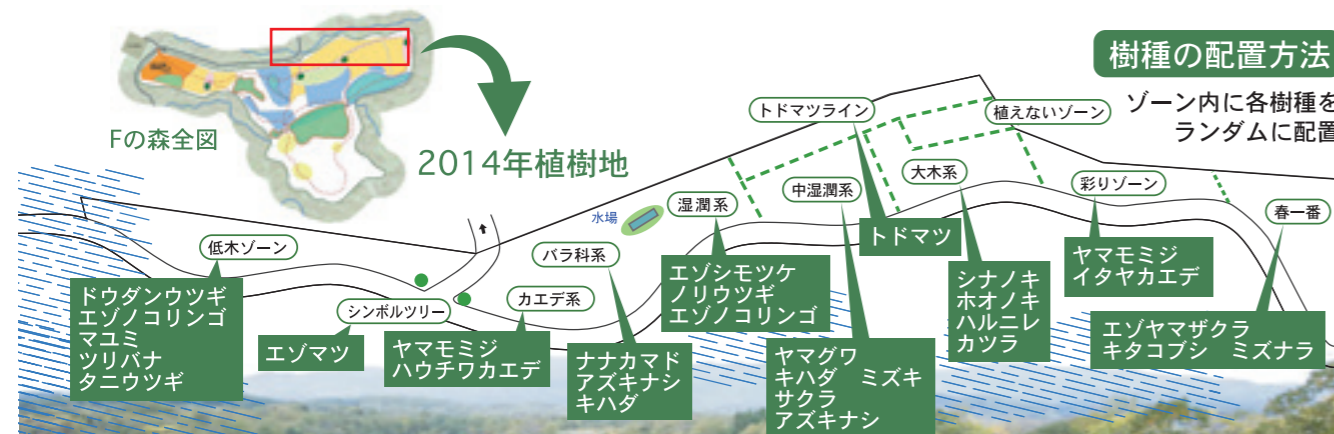 Fの森全図
2014年植樹地
樹種の配置方法
ゾーン内に各樹種を
ランダムに配置
トドマツライン
植えないゾーン
水場
湿潤系
中湿潤系
大木系
彩りゾーン
春一番
低木ゾーン
バラ科系
シンボルツリー
カエデ系
ドウダンウツギ
エゾノコリンゴ
マユミ
ツリバナ
タニウツギ
エゾマツ
ヤマモミジ
ハウチワカエデ
ナナカマド
アズキナシ
キハダ
エゾシモツケ
ノリウツギ
エゾノコリンゴ
ヤマグワ
キハダ　ミズキ
サクラ
アズキナシ
トドマツ
シナノキ
ホオノキ
ハルニレ
カツラ
ヤマモミジ
イタヤカエデ
エゾヤマザクラ
キタコブシ　ミズナラ